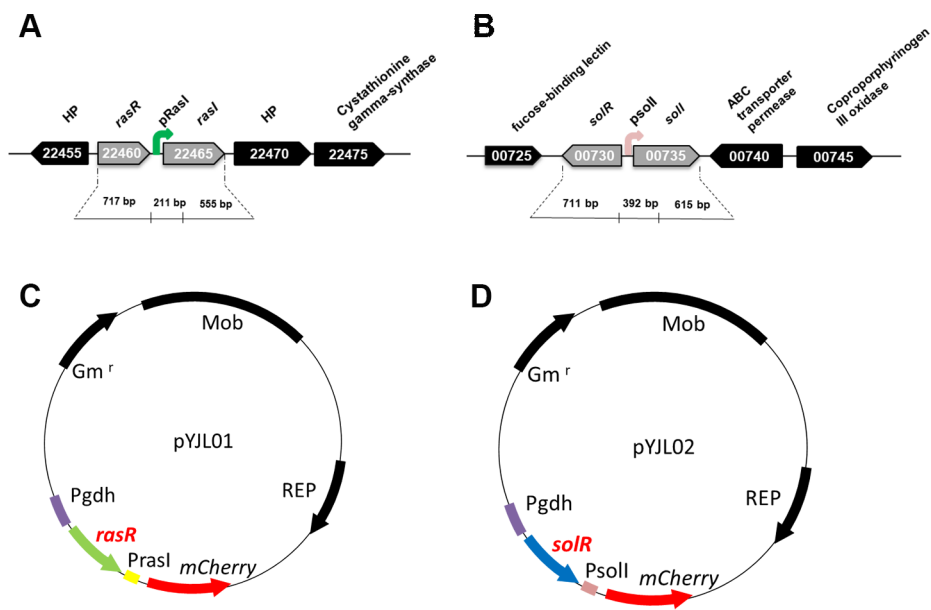 A
HP
rasR
pRasI
rasI
HP
Cystathionine
gamma-synthase
22455
22460
22465
22470
22475
717 bp
211 bp
555 bp
B
fucose-binding lectin
solR
psolI
solI
ABC
transporter
permease
Coproporphyrinogen
III oxidase
00725
00730
00735
00740
00745
711 bp
392 bp
615 bp
C
Mob
Gm r
pYJL01
Pgdh
REP
rasR
PrasI
mCherry
D
Mob
Gm r
pYJL02
Pgdh
REP
solR
PsolI
mCherry